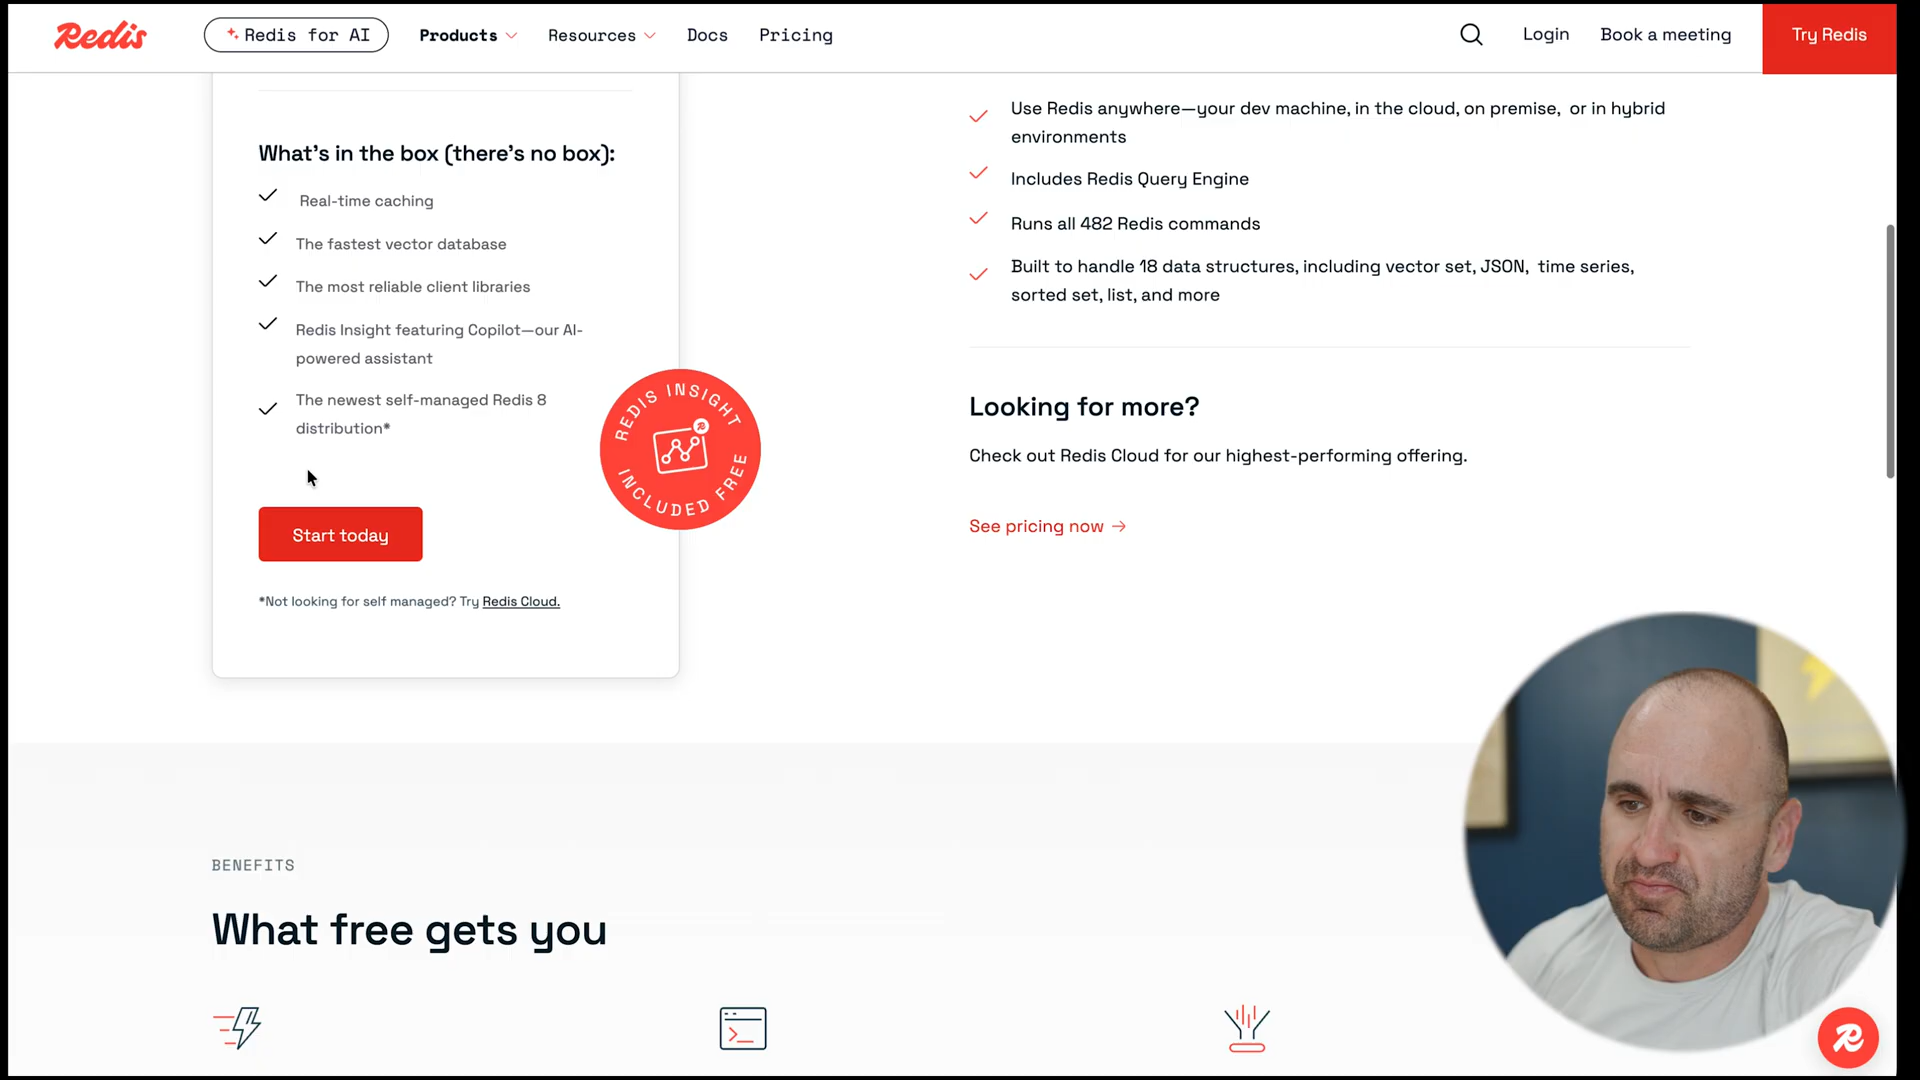 Redis
Redis for AI
Products
Resources
Docs
Pricing
Login
Book a meeting
Try Redis
What's in the box (there's no box):
Real-time caching
The fastest vector database
The most reliable client libraries
Redis Insight featuring Copilot—our AI-
powered assistant
The newest self-managed Redis 8
distribution*
REDIS INSIGHT
INCLUDED FREE
Start today
*Not looking for self managed? Try Redis Cloud.
Use Redis anywhere—your dev machine, in the cloud, on premise, or in hybrid
environments
Includes Redis Query Engine
Runs all 482 Redis commands
Built to handle 18 data structures, including vector set, JSON, time series,
sorted set, list, and more
Looking for more?
Check out Redis Cloud for our highest-performing offering.
See pricing now →
BENEFITS
What free gets you